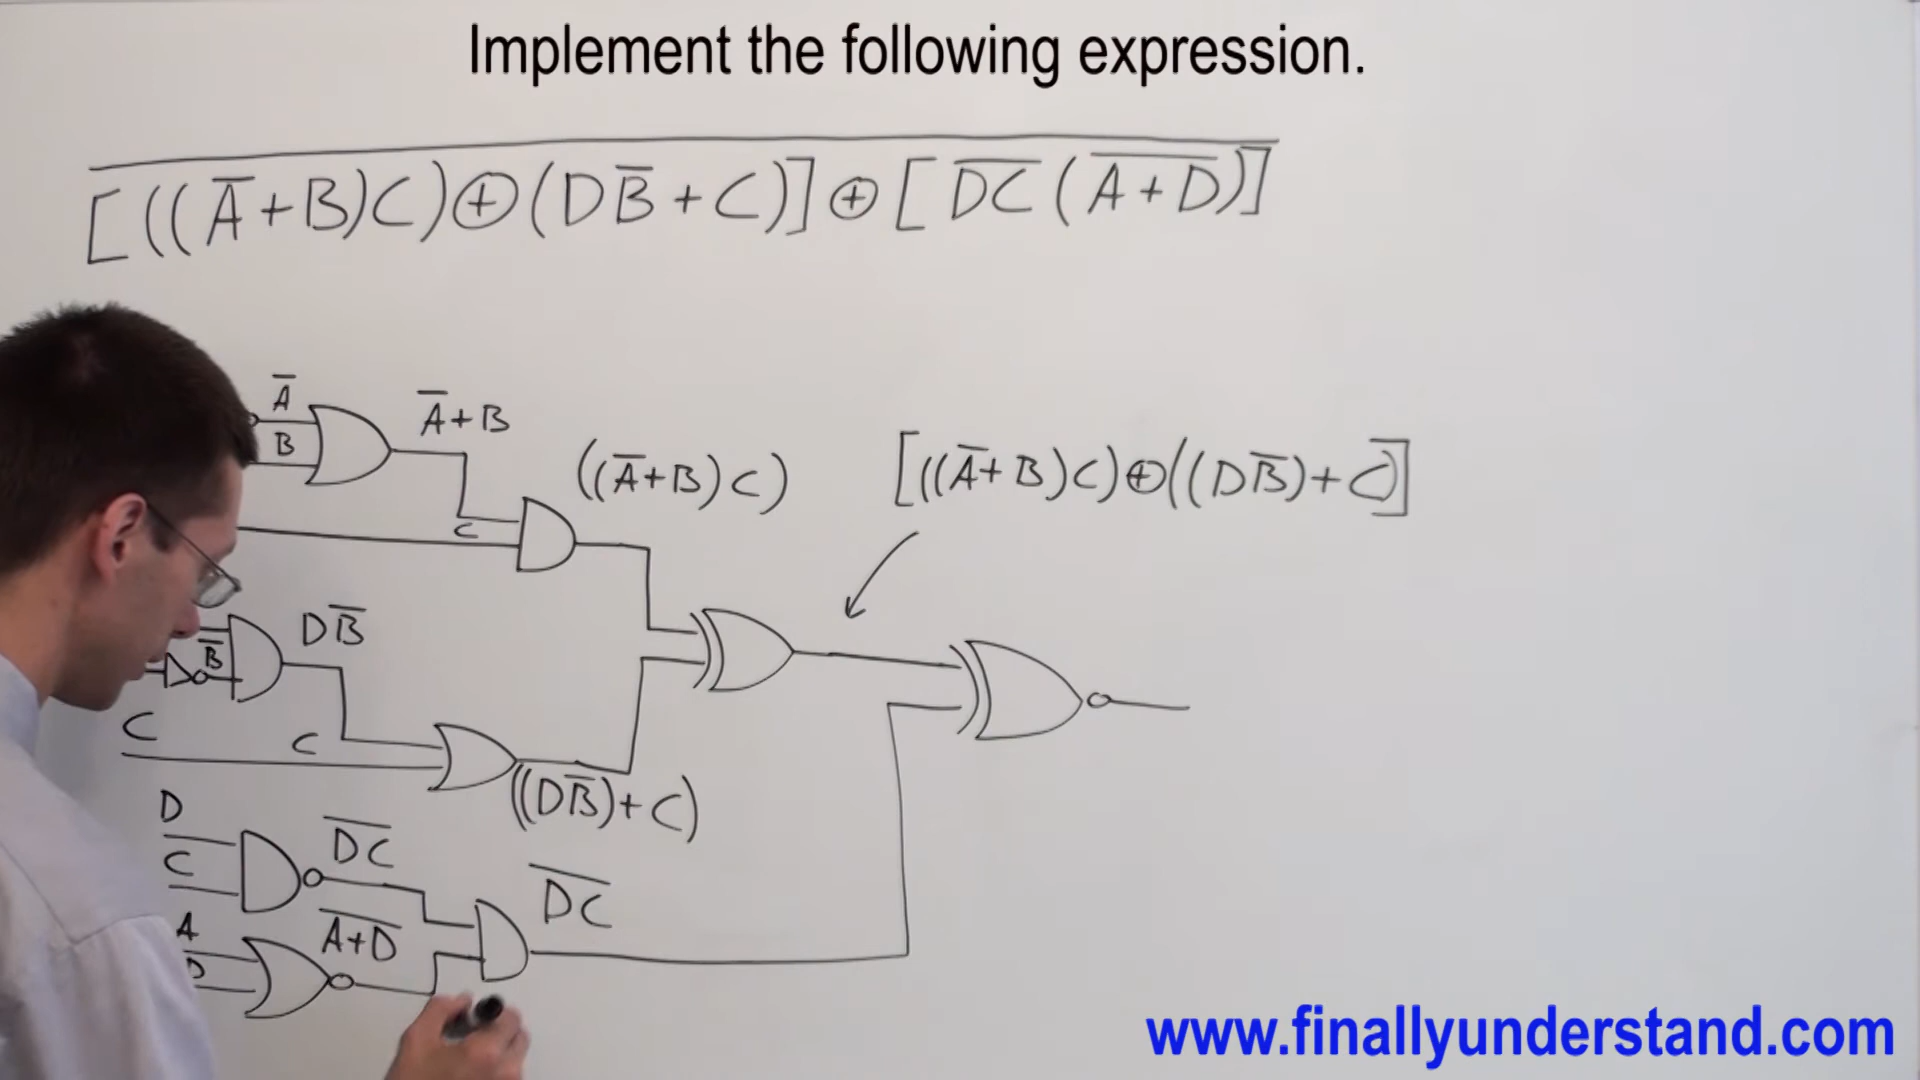 Implement the following expression.
[((A̅+B)C)⊕(DB̅+C)]⊕[D̅C̅(A̅+̅D̅)]
A̅
B
A̅+B
C
((A̅+B)C)
[((A̅+B)C)⊕((DB̅)+C)]
B̅
DB̅
C
C
((DB̅)+C)
D
C
D̅C̅
D̅C̅
A
D
A̅+̅D̅
www.finallyunderstand.com